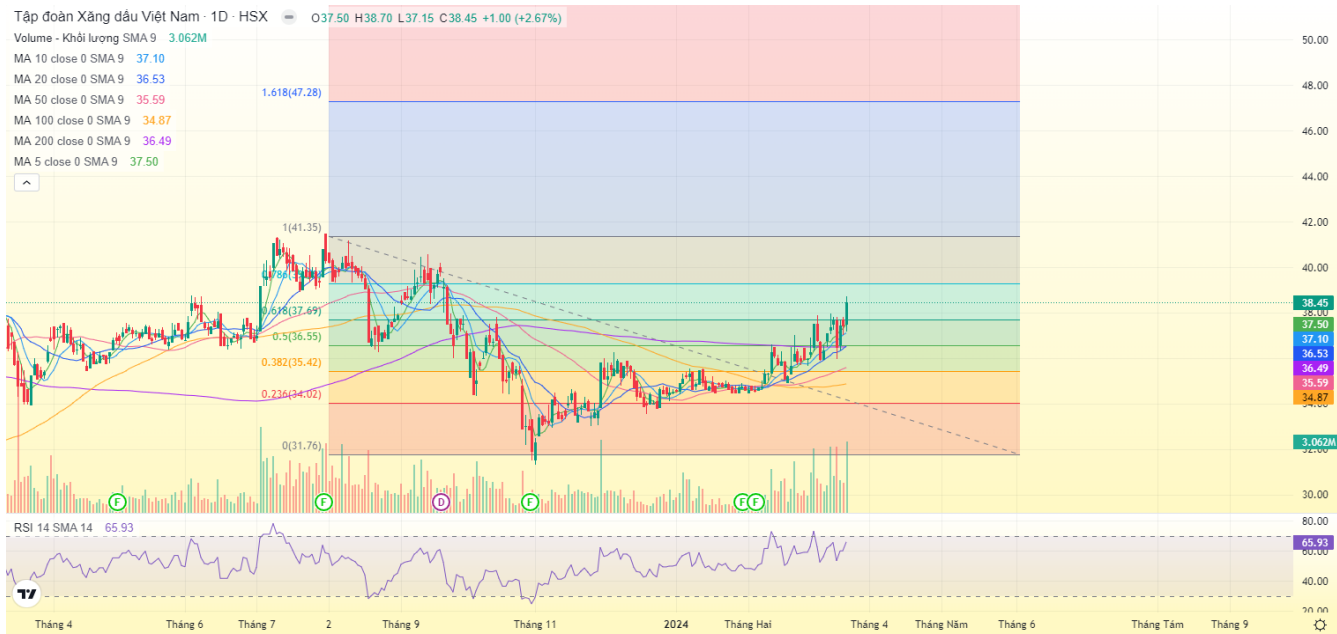 Tập đoàn Xăng dầu Việt Nam · 1D · HSX O37.50 H38.70 L37.15 C38.45 +1.00 (+2.67%)
Volume - Khối lượng SMA 9 3.062M
MA 10 close 0 SMA 9 37.10
MA 20 close 0 SMA 9 36.53
MA 50 close 0 SMA 9 35.59
MA 100 close 0 SMA 9 34.87
MA 200 close 0 SMA 9 36.49
MA 5 close 0 SMA 9 37.50
1.618(47.28)
1(41.35)
0.618(37.69)
0.5(36.55)
0.382(35.42)
0.236(34.02)
0(31.76)
50.00
48.00
46.00
44.00
42.00
40.00
38.45
38.00
37.50
37.10
36.53
36.49
35.59
34.87
3.062M
32.00
30.00
F F D F F F
RSI 14 SMA 14 65.93
80.00
65.93
60.00
40.00
20.00
Tháng 4 Tháng 6 Tháng 7 2 Tháng 9 Tháng 11 2024 Tháng Hai Tháng 4 Tháng Năm Tháng 6 Tháng Tám Tháng 9